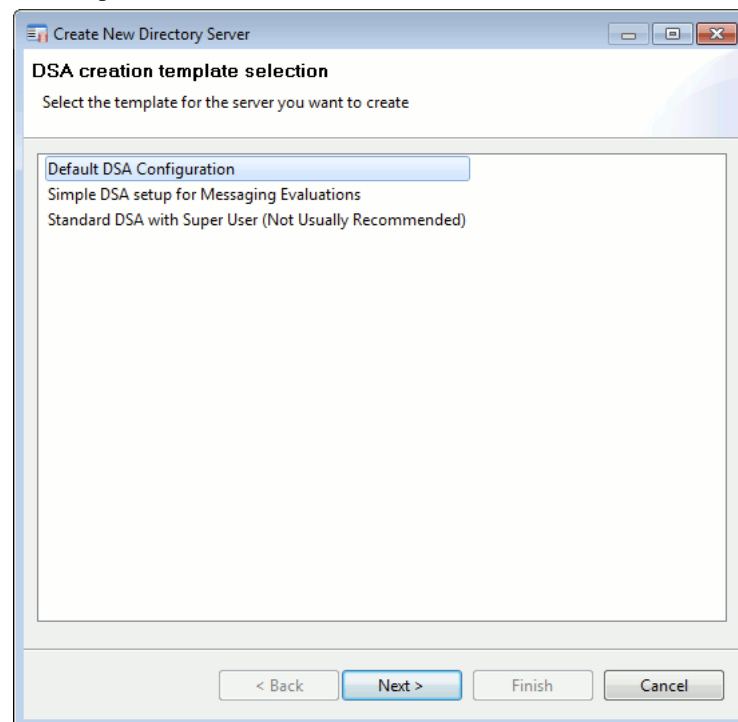 Create New Directory Server
DSA creation template selection
Select the template for the server you want to create
Default DSA Configuration
Simple DSA setup for Messaging Evaluations
Standard DSA with Super User (Not Usually Recommended)
< Back Next > Finish Cancel